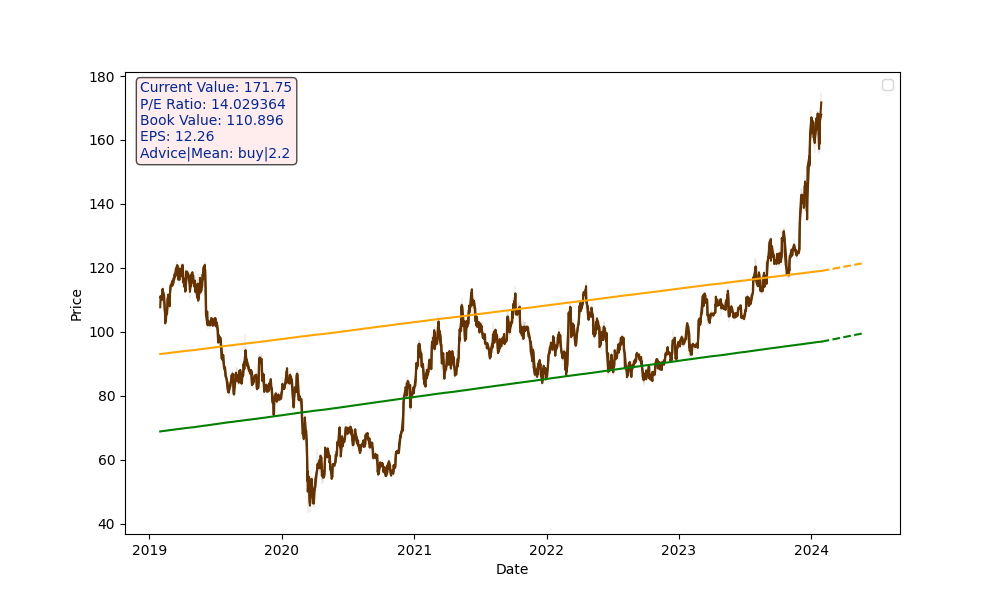 Current Value: 171.75
P/E Ratio: 14.029364
Book Value: 110.896
EPS: 12.26
Advice|Mean: buy|2.2
Price
180
160
140
120
100
80
60
40
2019 2020 2021 2022 2023 2024
Date